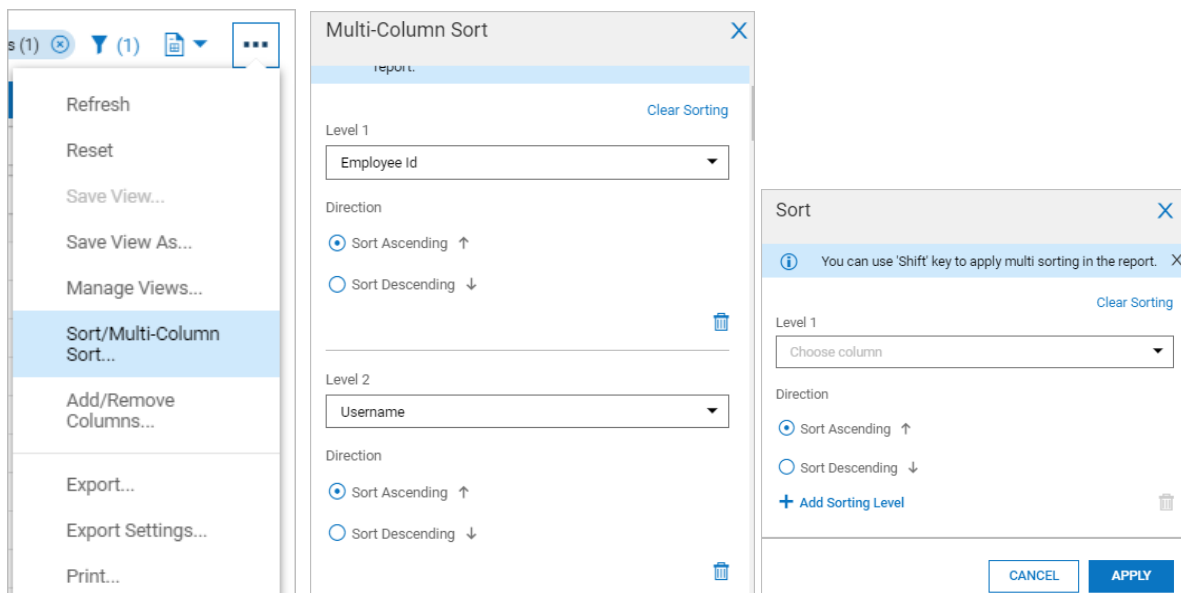 s (1)
(1)
Refresh
Reset
Save View...
Save View As...
Manage Views...
Sort/Multi-Column
Sort...
Add/Remove
Columns...
Export...
Export Settings...
Print...
Multi-Column Sort
report.
Clear Sorting
Level 1
Employee Id
Direction
Sort Ascending ↑
Sort Descending ↓
Level 2
Username
Direction
Sort Ascending ↑
Sort Descending ↓
Sort
You can use 'Shift' key to apply multi sorting in the report.
Clear Sorting
Level 1
Choose column
Direction
Sort Ascending ↑
Sort Descending ↓
+ Add Sorting Level
CANCEL APPLY